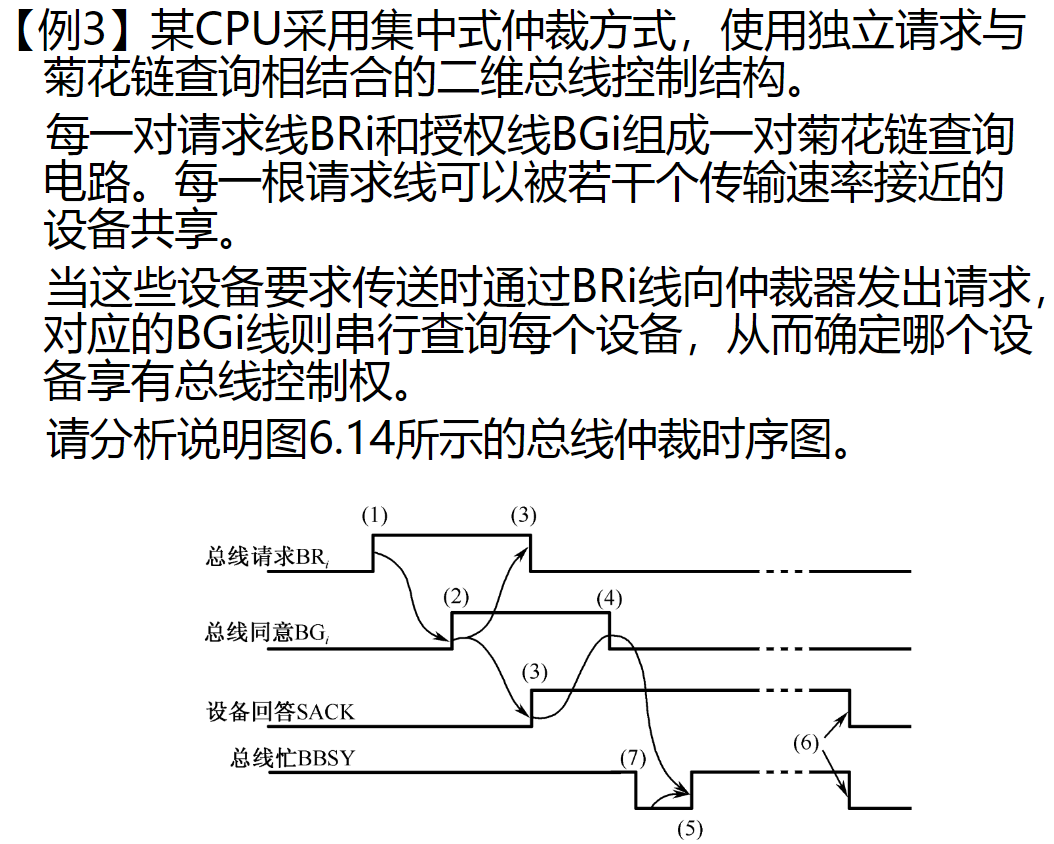 【例3】某CPU采用集中式仲裁方式，使用独立请求与
菊花链查询相结合的二维总线控制结构。
每一对请求线BRi和授权线BGi组成一对菊花链查询
电路。每一根请求线可以被若干个传输速率接近的
设备共享。
当这些设备要求传送时通过BRi线向仲裁器发出请求，
对应的BGi线则串行查询每个设备，从而确定哪个设
备享有总线控制权。
请分析说明图6.14所示的总线仲裁时序图。
(1)
(3)
总线请求BRi
(2)
(4)
总线同意BGi
(3)
设备回答SACK
(6)
总线忙BBSY
(7)
(5)